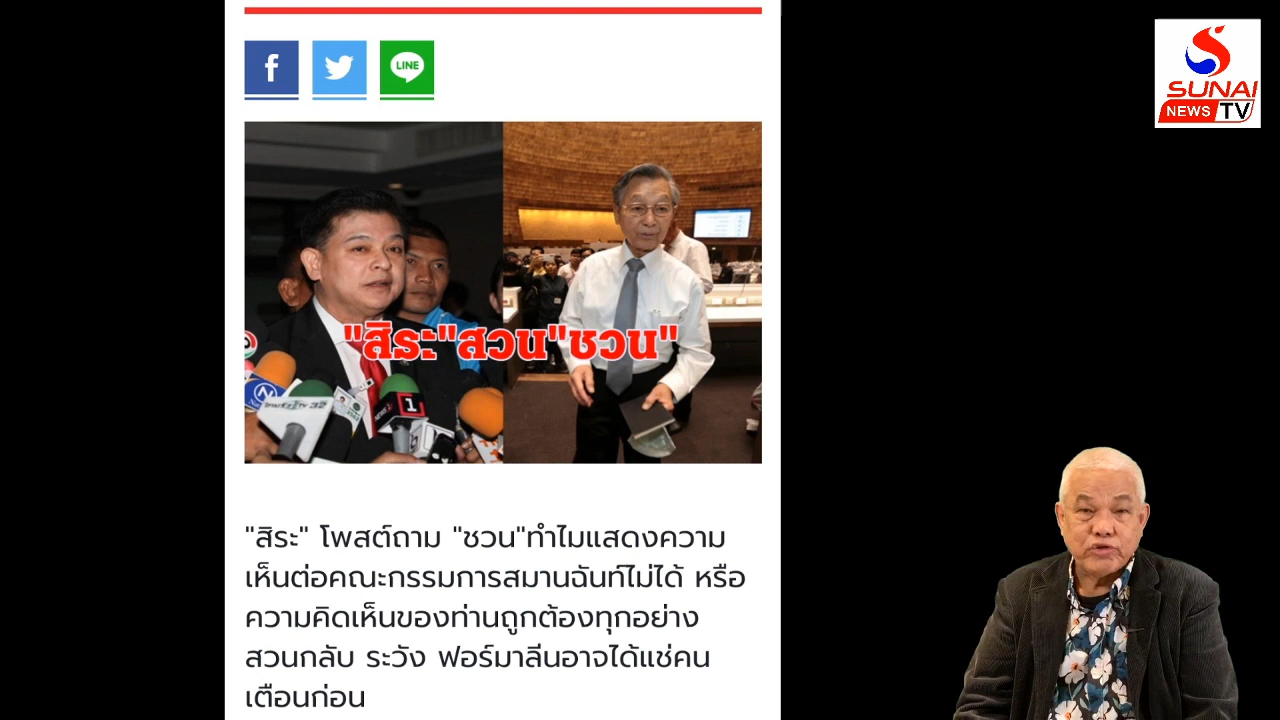 f
LINE
SUNAI
NEWS TV
"สิระ"สวน"ชวน"
32
NEWS
1
N
"สิระ" โพสต์ถาม "ชวน"ทำไมแสดงความ
เห็นต่อคณะกรรมการสมานฉันท์ไม่ได้ หรือ
ความคิดเห็นของท่านถูกต้องทุกอย่าง
สวนกลับ ระวัง ฟอร์มาลีนอาจได้แช่คน
เตือนก่อน